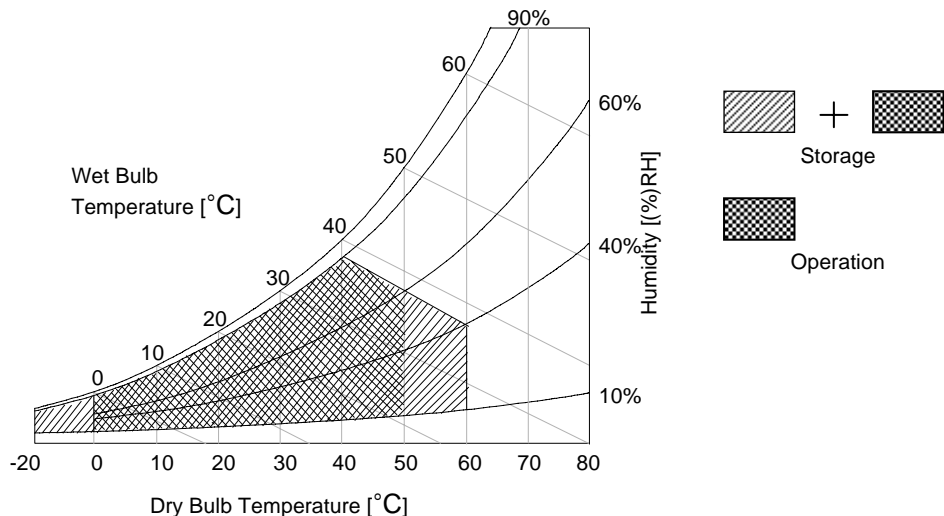 90%
60
60%
50
Wet Bulb
Temperature [°C]
Storage
40
40%
Humidity [(%)RH]
30
Operation
20
10
0
10%
-20 0 10 20 30 40 50 60 70 80
Dry Bulb Temperature [°C]